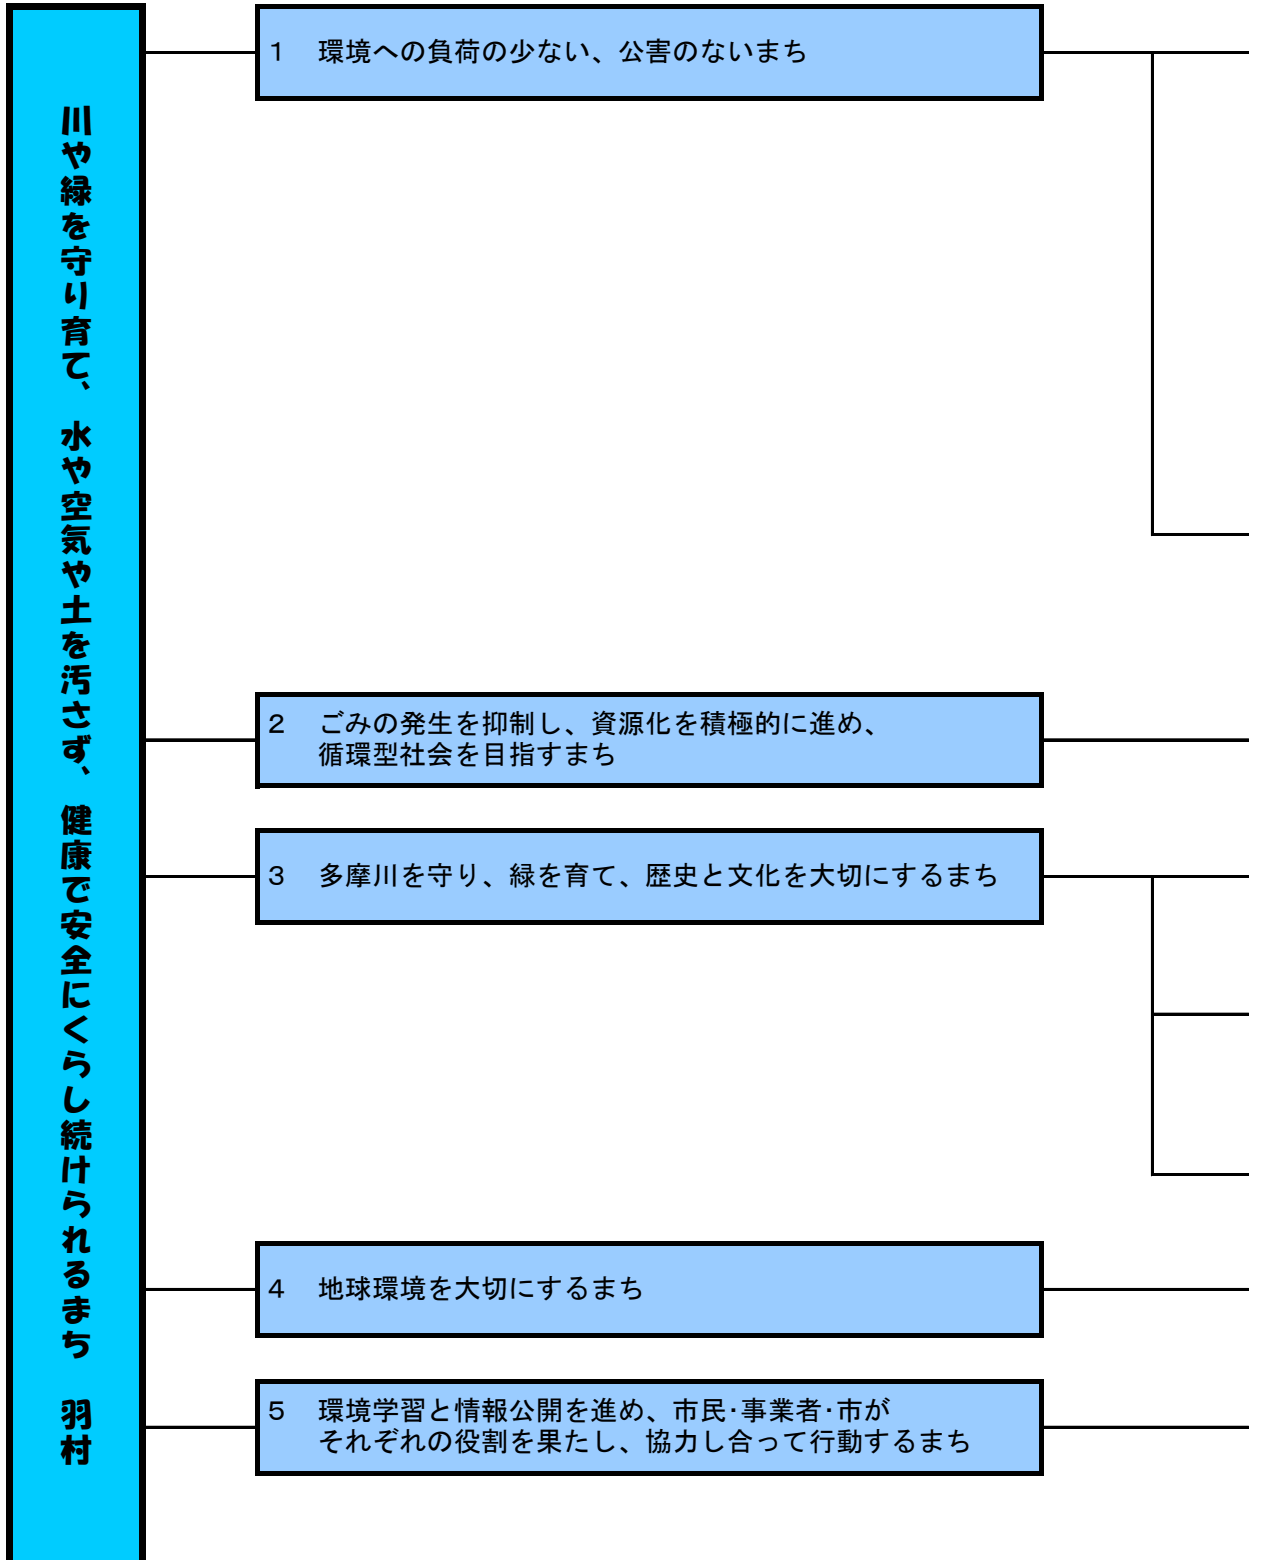 川や緑を守り育て、水や空気や土を汚さず、健康で安全にくらし続けられるまち　羽村
１　環境への負荷の少ない、公害のないまち
２　ごみの発生を抑制し、資源化を積極的に進め、
循環型社会を目指すまち
３　多摩川を守り、緑を育て、歴史と文化を大切にするまち
４　地球環境を大切にするまち
５　環境学習と情報公開を進め、市民･事業者･市が
それぞれの役割を果たし、協力し合って行動するまち